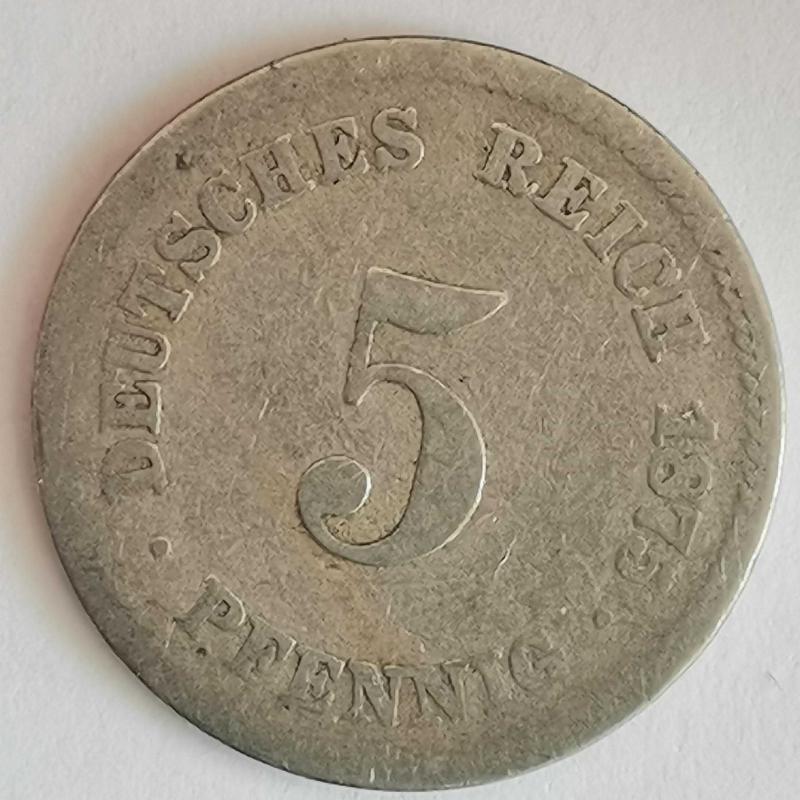 DEUTSCHES REICH 1875
5
· PFENNIG ·